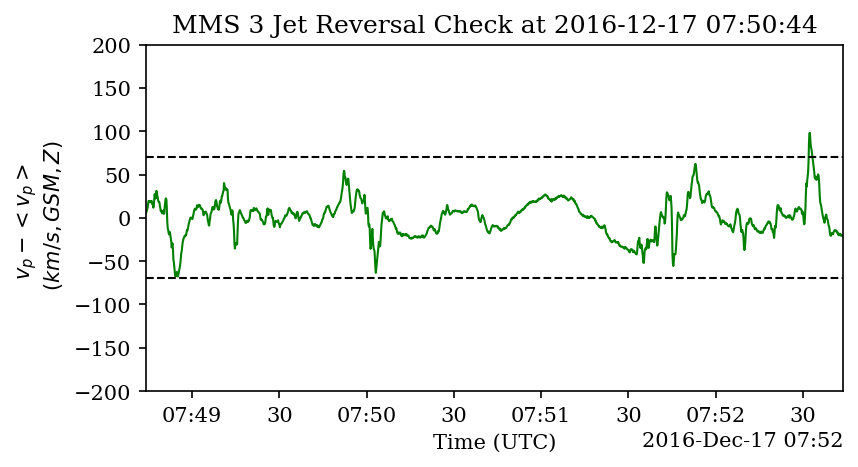 MMS 3 Jet Reversal Check at 2016-12-17 07:50:44
v_p − < v_p >
(km/s, GSM, Z)
200
150
100
50
0
−50
−100
−150
−200
07:49 30 07:50 30 07:51 30 07:52 30
Time (UTC)
2016-Dec-17 07:52